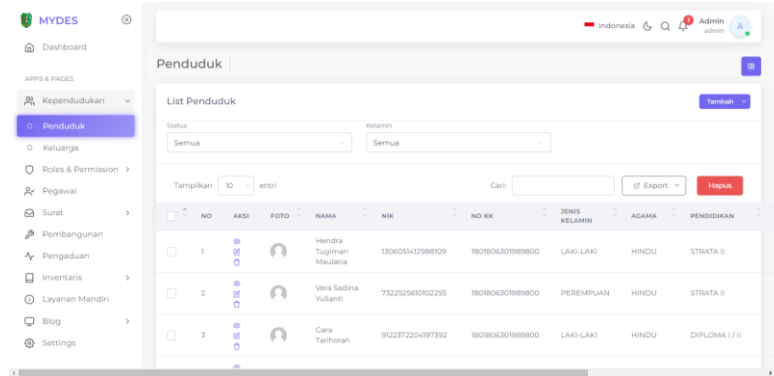 MYDES
Indonesia
1
Admin
admin
A
Dashboard
APPS & PAGES
Kependudukan
Penduduk
Keluarga
Roles & Permission
Pegawai
Surat
Pembangunan
Pengaduan
Inventaris
Layanan Mandiri
Blog
Settings
Penduduk
List Penduduk
Tambah
Status
Kelamin
Semua
Semua
Tampilkan 10 entri
Cari:
Export
Hapus
NO AKSI FOTO NAMA NIK NO KK JENIS KELAMIN AGAMA PENDIDIKAN
1 Hendra Tugiman Maulana 1306051412988109 1801806301989800 LAKI-LAKI HINDU STRATA II
2 Vera Sadina Yulianti 7322525610102255 1801806301989800 PEREMPUAN HINDU STRATA II
3 Cara Tarihoran 9122372204197392 1801806301989800 LAKI-LAKI HINDU DIPLOMA I / II